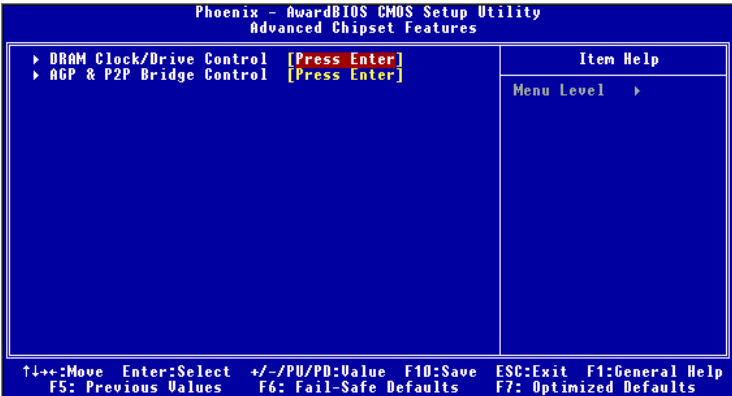 Phoenix - AwardBIOS CMOS Setup Utility
Advanced Chipset Features
DRAM Clock/Drive Control [Press Enter]
AGP & P2P Bridge Control [Press Enter]
Item Help
Menu Level
↑↓→←:Move Enter:Select +/-/PU/PD:Value F10:Save ESC:Exit F1:General Help
F5: Previous Values F6: Fail-Safe Defaults F7: Optimized Defaults